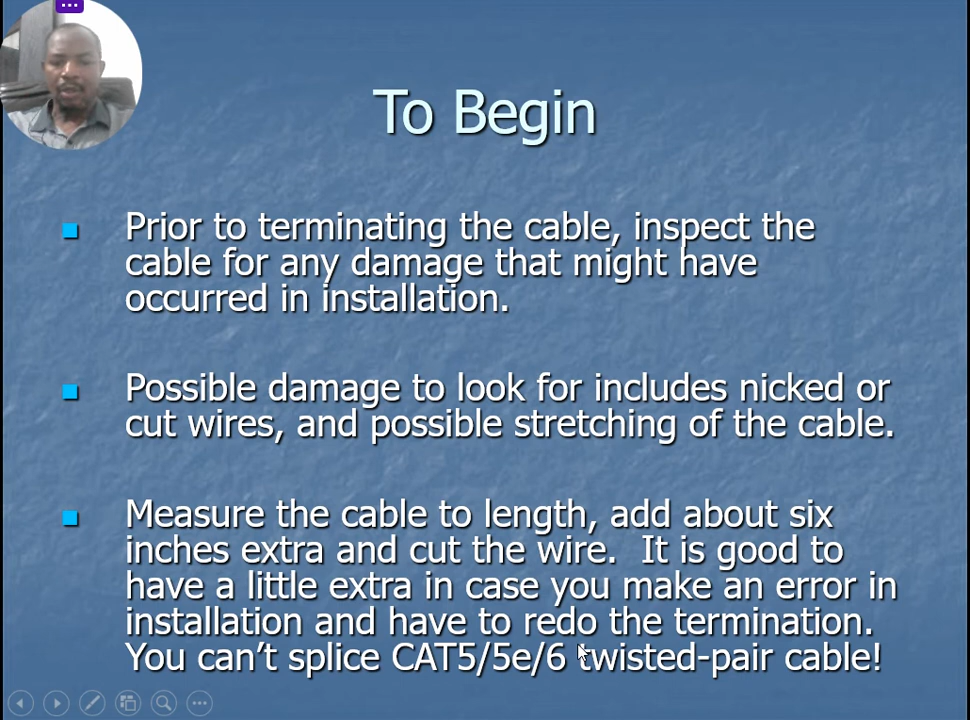 To Begin
Prior to terminating the cable, inspect the
cable for any damage that might have
occurred in installation.
Possible damage to look for includes nicked or
cut wires, and possible stretching of the cable.
Measure the cable to length, add about six
inches extra and cut the wire.  It is good to
have a little extra in case you make an error in
installation and have to redo the termination.
You can’t splice CAT5/5e/6 twisted-pair cable!